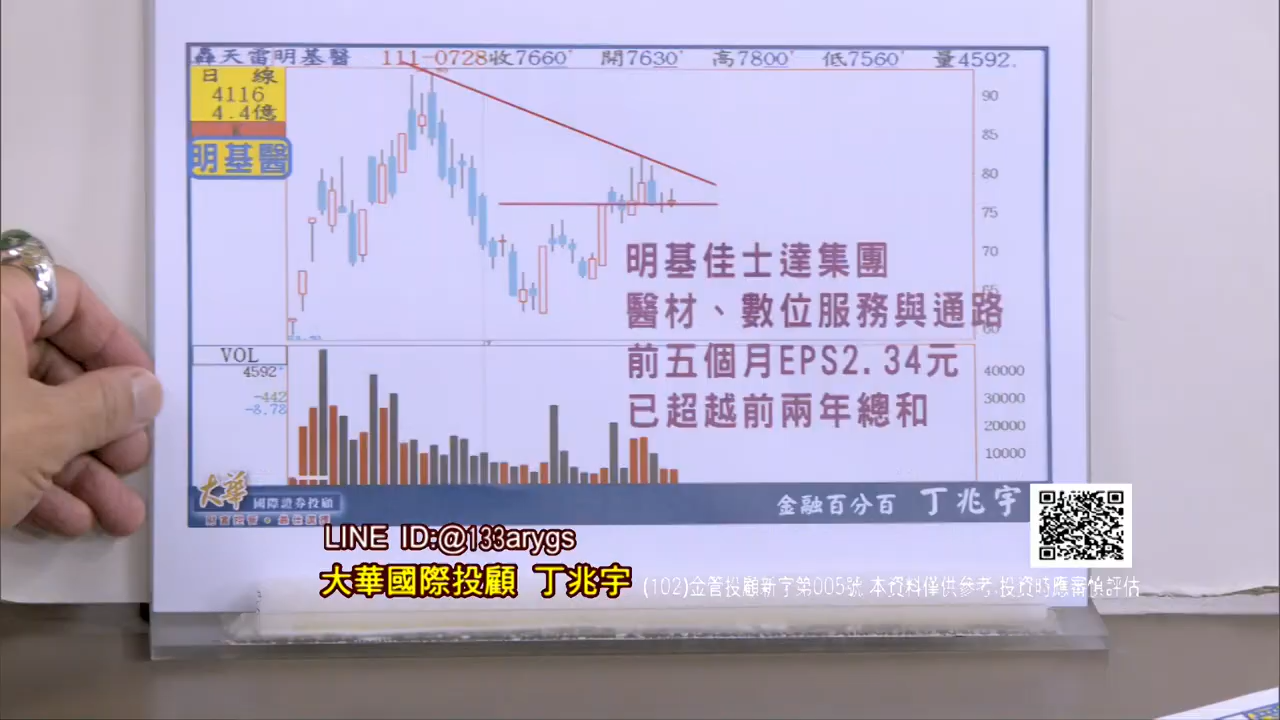 轟天雷明基醫 111-0728收7660' 開7630' 高7800' 低7560' 量4592.
日 線
4116
4.4億
K
明基醫
90
85
80
75
70
65
60
明基佳士達集團
醫材、數位服務與通路
前五個月EPS2.34元
已超越前兩年總和
VOL
4592'
-442
-8.78
40000
30000
20000
10000
大華 國際證券投顧
金融百分百 丁兆宇
LINE ID:@133arygs
大華國際投顧 丁兆宇 (102)金管投顧新字第005號 本資料僅供參考,投資時應審慎評估